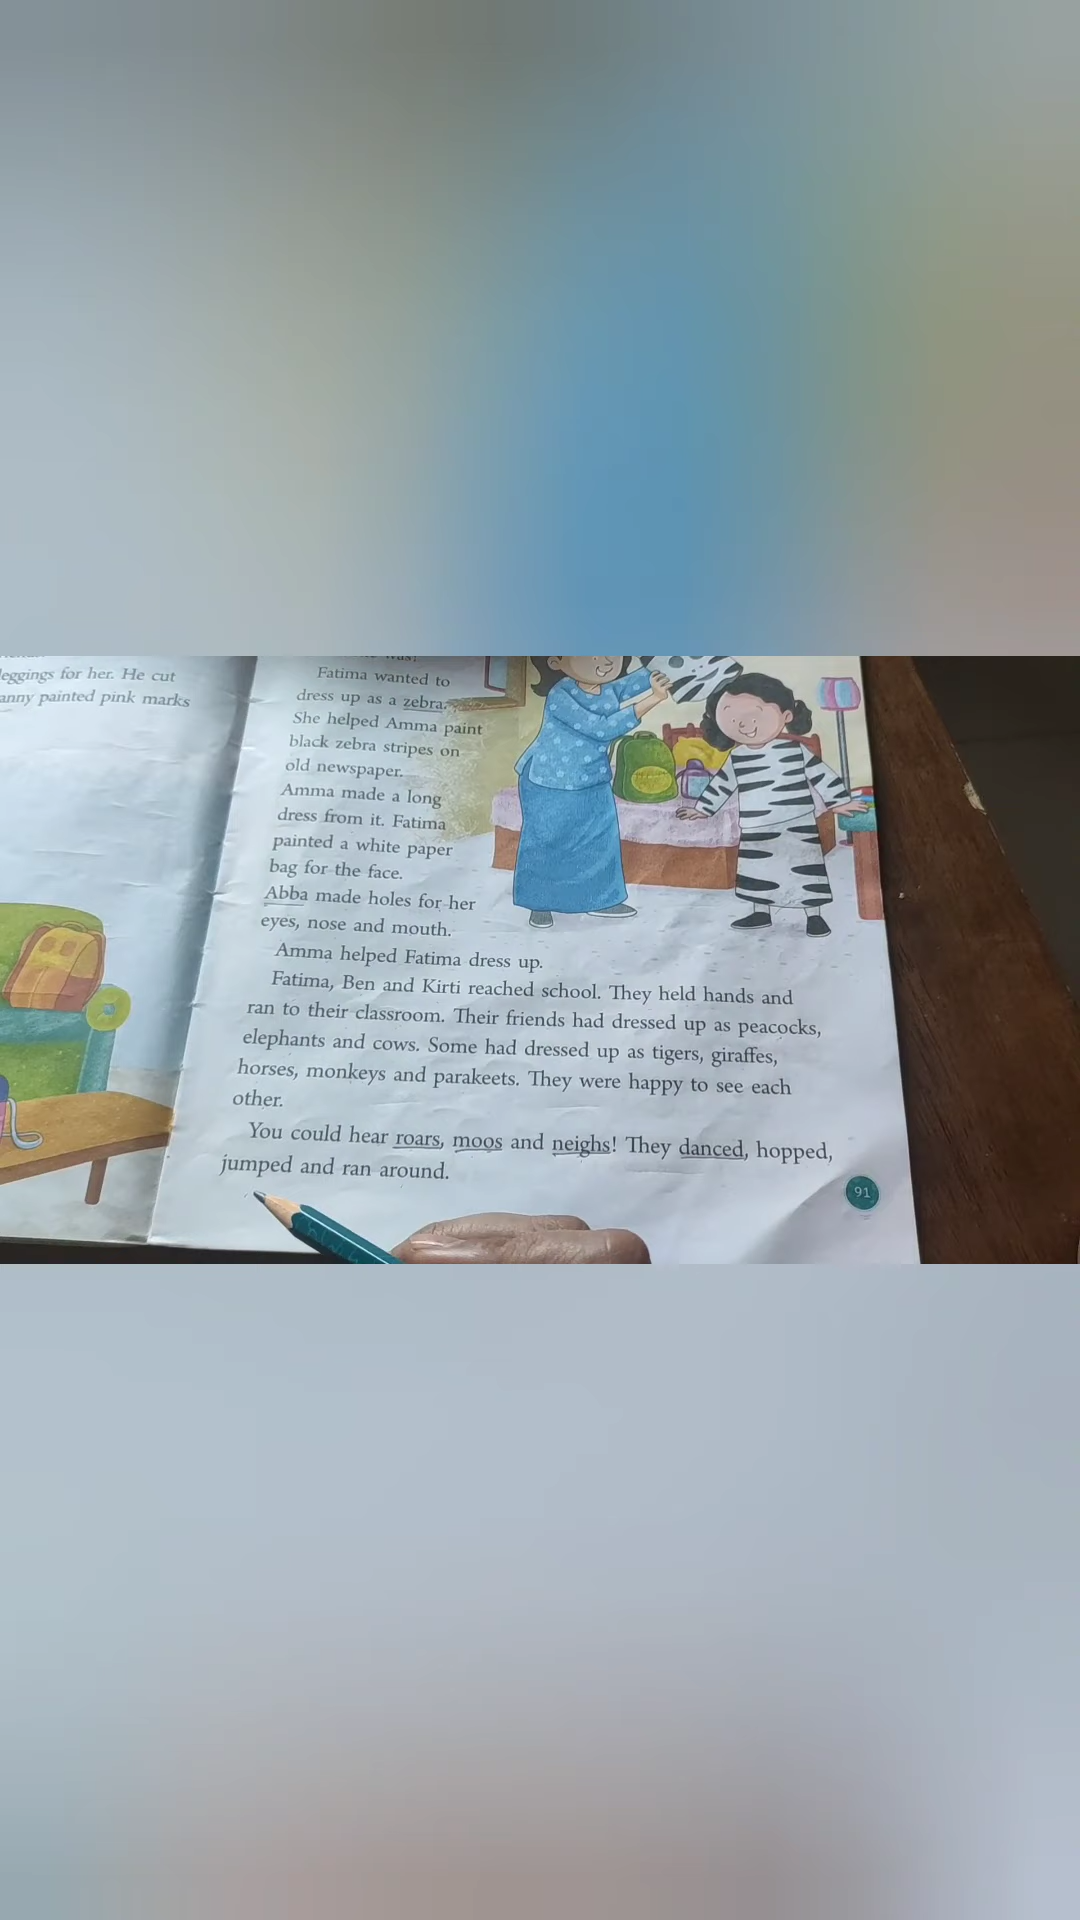 leggings for her. He cut
anny painted pink marks
was!
Fatima wanted to
dress up as a zebra.
She helped Amma paint
black zebra stripes on
old newspaper.
Amma made a long
dress from it. Fatima
painted a white paper
bag for the face.
Abba made holes for her
eyes, nose and mouth.
Amma helped Fatima dress up.
Fatima, Ben and Kirti reached school. They held hands and
ran to their classroom. Their friends had dressed up as peacocks,
elephants and cows. Some had dressed up as tigers, giraffes,
horses, monkeys and parakeets. They were happy to see each
other.
You could hear roars, moos and neighs! They danced, hopped,
jumped and ran around.
91